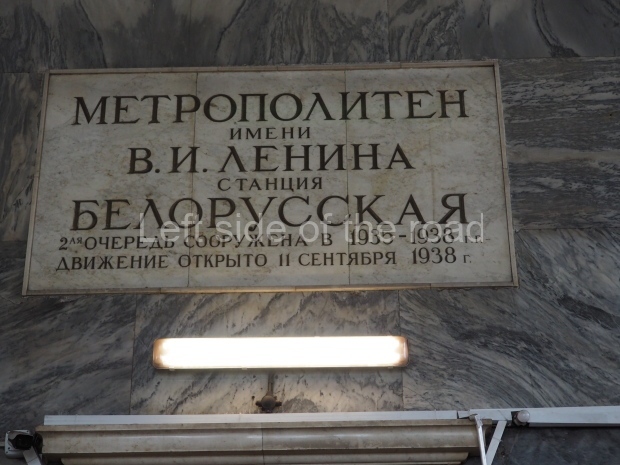 МЕТРОПОЛИТЕН
ИМЕНИ
В. И. ЛЕНИНА
СТАНЦИЯ
БЕЛОРУССКАЯ
Left side of the road
2АЯ ОЧЕРЕДЬ СООРУЖЕНА В 1935-1938 г.г.
ДВИЖЕНИЕ ОТКРЫТО 11 СЕНТЯБРЯ 1938 г.